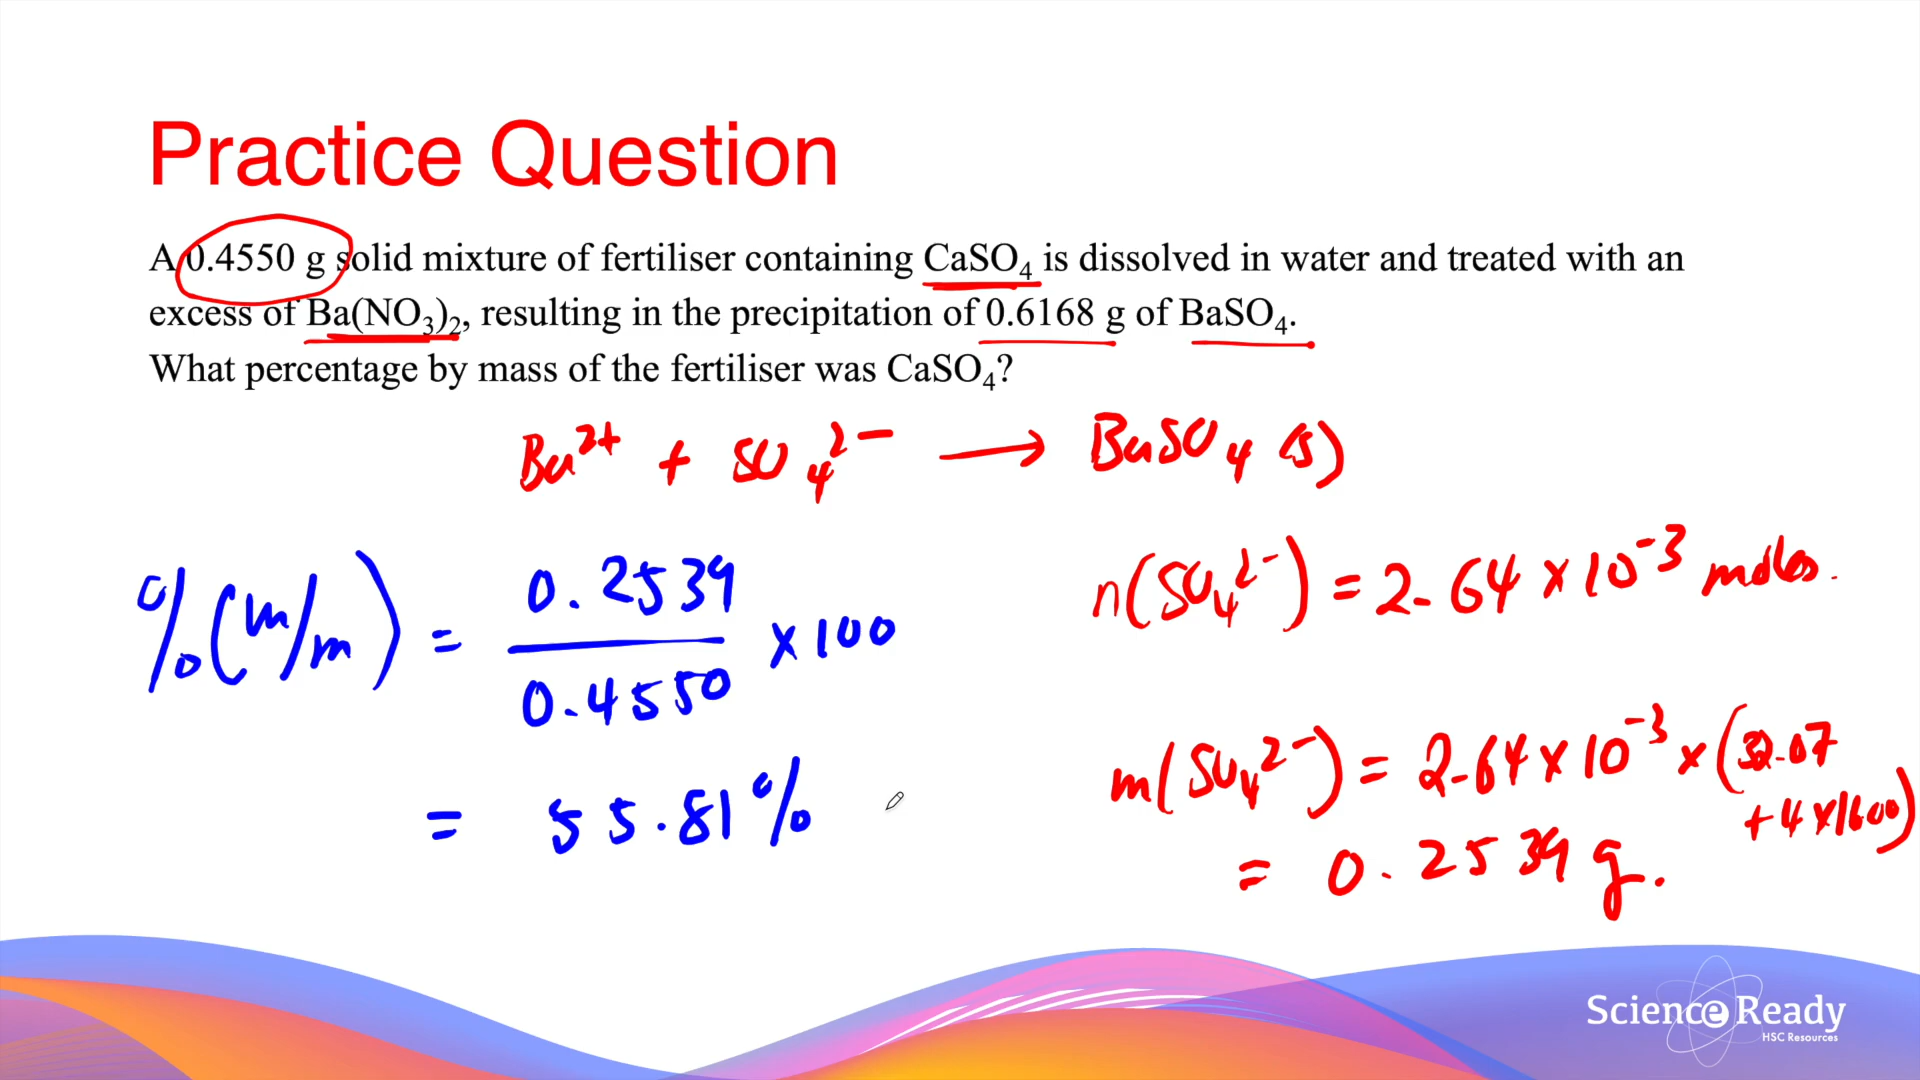 Practice Question
A 0.4550 g solid mixture of fertiliser containing CaSO₄ is dissolved in water and treated with an
excess of Ba(NO₃)₂, resulting in the precipitation of 0.6168 g of BaSO₄.
What percentage by mass of the fertiliser was CaSO₄?
Ba²⁺ + SO₄²⁻ → BaSO₄ (s)
n(SO₄²⁻) = 2.64 × 10⁻³ moles.
m(SO₄²⁻) = 2.64 × 10⁻³ × (32.07
+ 4 × 16.00)
= 0.2539 g.
%(m/m) = 0.2539 / 0.4550 × 100
= 55.81%
Science Ready
HSC Resources